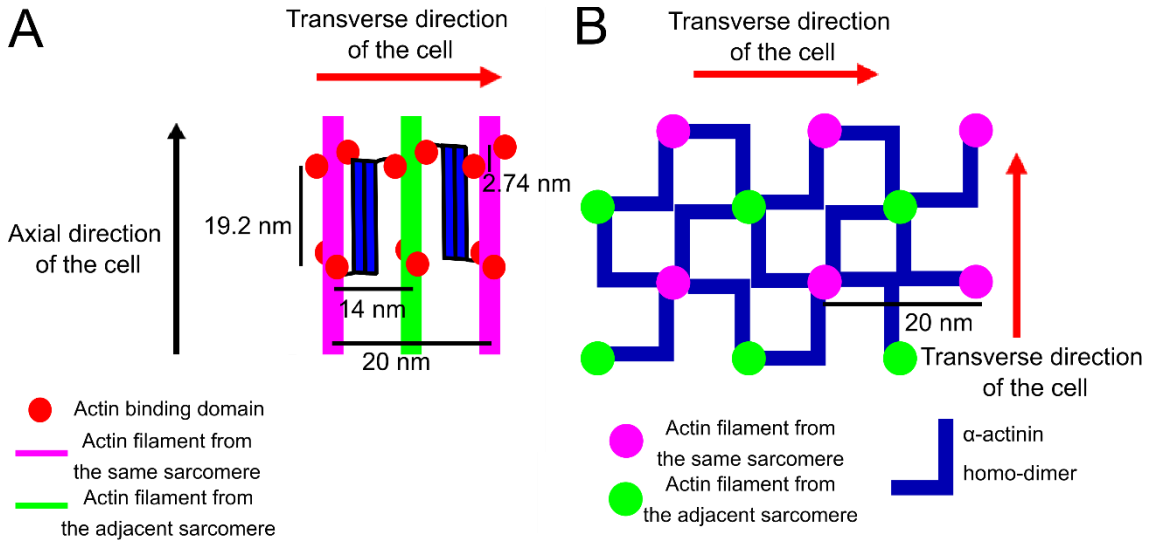 A
Transverse direction
of the cell
Axial direction
of the cell
19.2 nm
2.74 nm
14 nm
20 nm
Actin binding domain
Actin filament from
the same sarcomere
Actin filament from
the adjacent sarcomere
B
Transverse direction
of the cell
20 nm
Transverse direction
of the cell
Actin filament from
the same sarcomere
Actin filament from
the adjacent sarcomere
α-actinin
homo-dimer